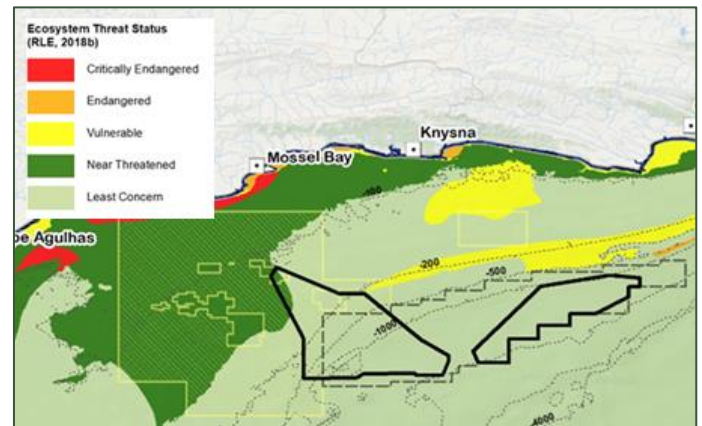 Ecosystem Threat Status
(RLE, 2018b)
Critically Endangered
Endangered
Vulnerable
Near Threatened
Least Concern
Knysna
Mossel Bay
-100
pe Agulhas
-200
-500
-1000
-4000